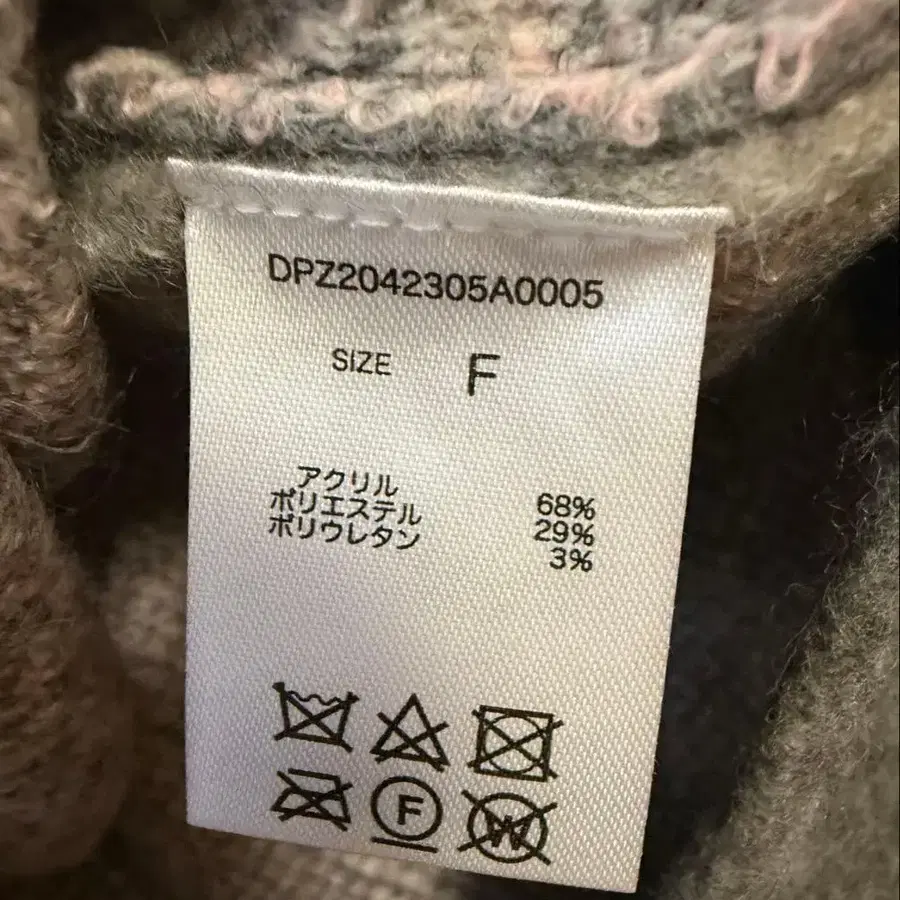 DPZ2042305A0005
SIZE F
アクリル 68%
ポリエステル 29%
ポリウレタン 3%
F W